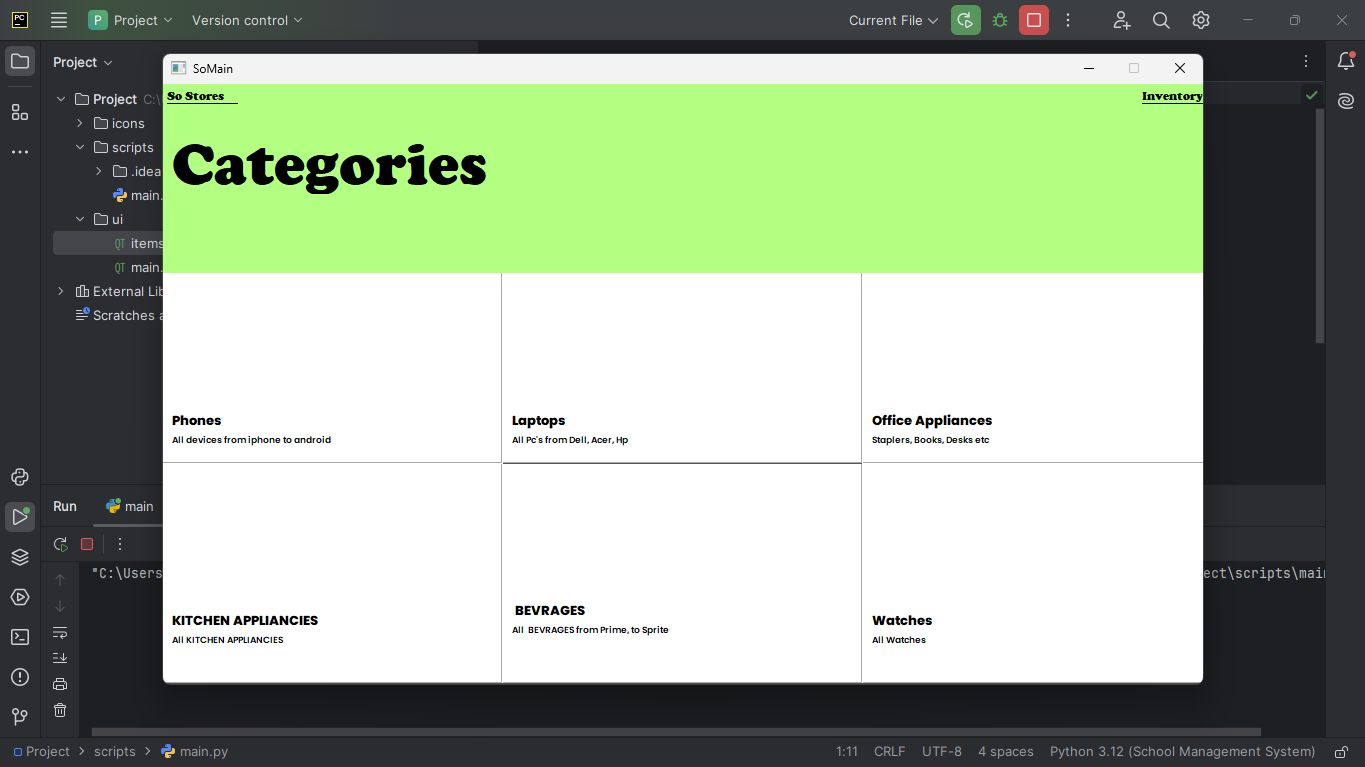 PC
P Project Version control Current File
Project
Project C:\
icons
scripts
.idea
main.
ui
QT items
QT main.
External Lib
Scratches a
SoMain
So Stores Inventory
Categories
Phones
All devices from iphone to android
Laptops
All Pc's from Dell, Acer, Hp
Office Appliances
Staplers, Books, Desks etc
KITCHEN APPLIANCIES
All KITCHEN APPLIANCIES
BEVRAGES
All BEVRAGES from Prime, to Sprite
Watches
All Watches
Run main
"C:\Users ect\scripts\mai
Project > scripts > main.py 1:11 CRLF UTF-8 4 spaces Python 3.12 (School Management System)